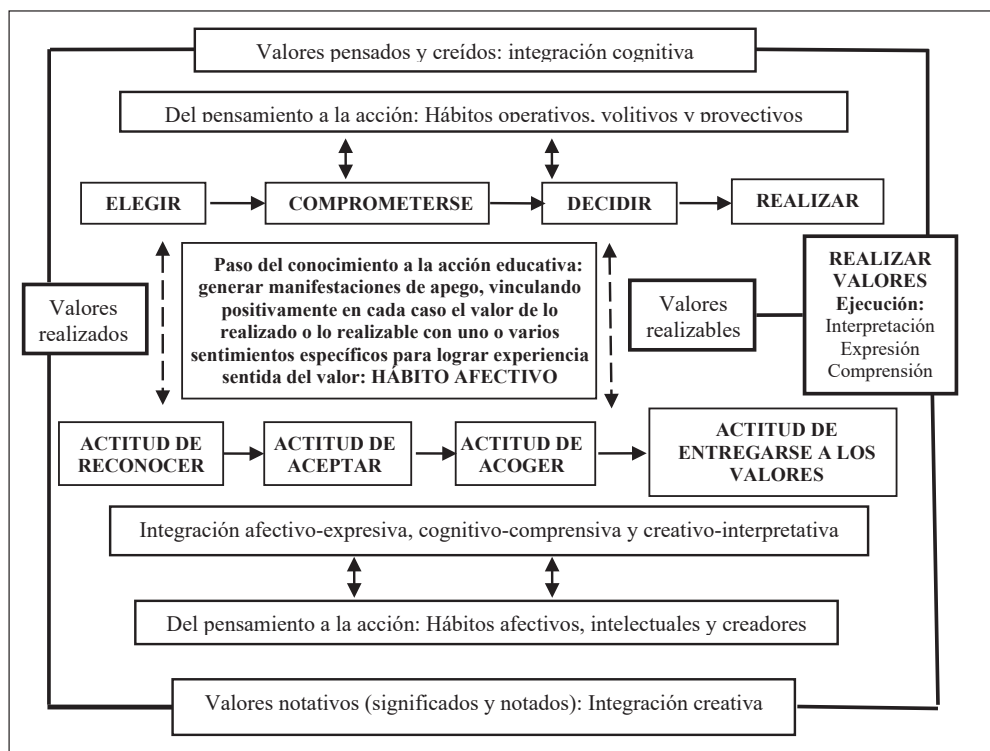 Valores pensados y creídos: integración cognitiva
Del pensamiento a la acción: Hábitos operativos, volitivos y proyectivos
ELEGIR
COMPROMETERSE
DECIDIR
REALIZAR
Valores
realizados
Paso del conocimiento a la acción educativa:
generar manifestaciones de apego, vinculando
positivamente en cada caso el valor de lo
realizado o lo realizable con uno o varios
sentimientos específicos para lograr experiencia
sentida del valor: HÁBITO AFECTIVO
Valores
realizables
REALIZAR
VALORES
Ejecución:
Interpretación
Expresión
Comprensión
ACTITUD DE
RECONOCER
ACTITUD DE
ACEPTAR
ACTITUD DE
ACOGER
ACTITUD DE
ENTREGARSE A LOS
VALORES
Integración afectivo-expresiva, cognitivo-comprensiva y creativo-interpretativa
Del pensamiento a la acción: Hábitos afectivos, intelectuales y creadores
Valores notativos (significados y notados): Integración creativa